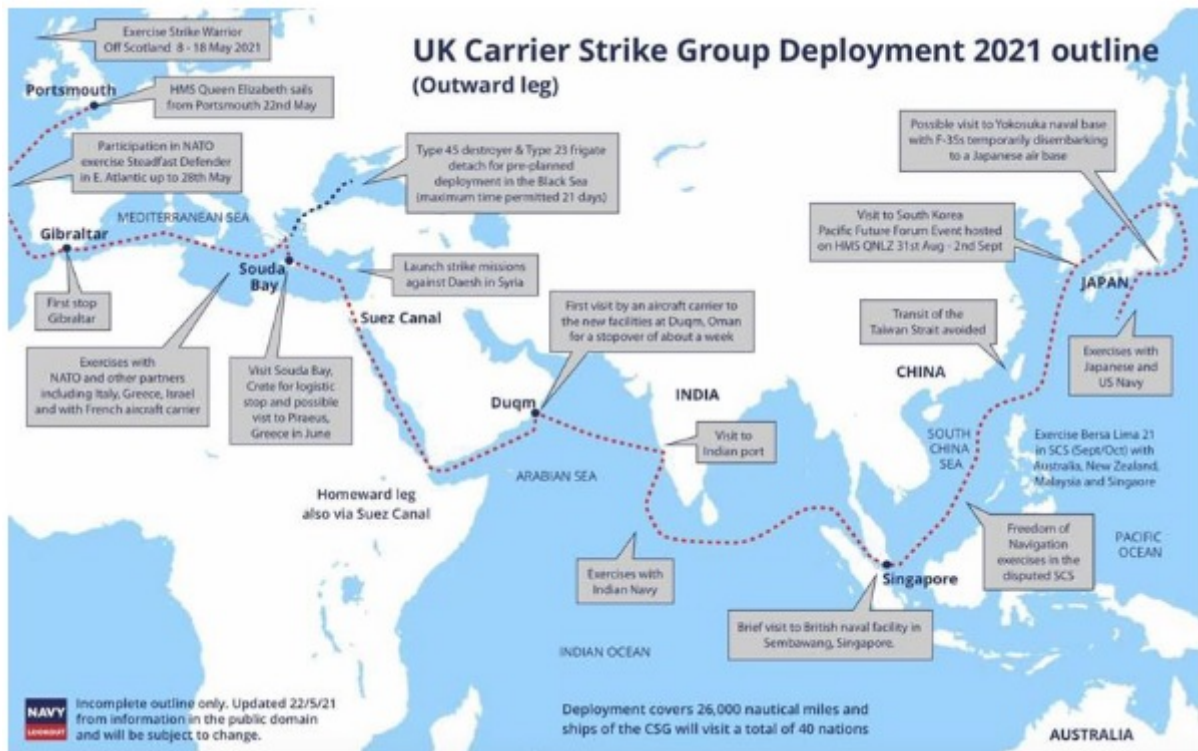 UK Carrier Strike Group Deployment 2021 outline
(Outward leg)
Exercise Strike Warrior
Off Scotland 8 - 18 May 2021
Portsmouth
HMS Queen Elizabeth sails
from Portsmouth 22nd May
Participation in NATO
exercise Steadfast Defender
in E. Atlantic up to 28th May
Type 45 destroyer & Type 23 frigate
detach for pre-planned
deployment in the Black Sea
(maximum time permitted 21 days)
Possible visit to Yokosuka naval base
with F-35s temporarily disembarking
to a Japanese air base
MEDITERRANEAN SEA
Gibraltar
Visit to South Korea
Pacific Future Forum Event hosted
on HMS QNLZ 31st Aug - 2nd Sept
Souda
Bay
Launch strike missions
against Daesh in Syria
First stop
Gibraltar
Suez Canal
First visit by an aircraft carrier to
the new facilities at Duqm, Oman
for a stopover of about a week
JAPAN
Transit of the
Taiwan Strait avoided
Exercises with
Japanese and
US Navy
Exercises with
NATO and other partners
including Italy, Greece, Israel
and with French aircraft carrier
Visit Souda Bay,
Crete for logistic
stop and possible
vist to Piraeus,
Greece in June
CHINA
INDIA
Duqm
Visit to
Indian port
SOUTH
CHINA
SEA
Exercise Bersa Lima 21
in SCS (Sept/Oct) with
Australia, New Zealand,
Malaysia and Singaore
ARABIAN SEA
Homeward leg
also via Suez Canal
Freedom of
Navigation
exercises in the
disputed SCS
PACIFIC
OCEAN
Exercises with
Indian Navy
Singapore
Brief visit to British naval facility in
Sembawang, Singapore.
INDIAN OCEAN
NAVY
LOOKOUT
Incomplete outline only. Updated 22/5/21
from information in the public domain
and will be subject to change.
Deployment covers 26,000 nautical miles and
ships of the CSG will visit a total of 40 nations
AUSTRALIA